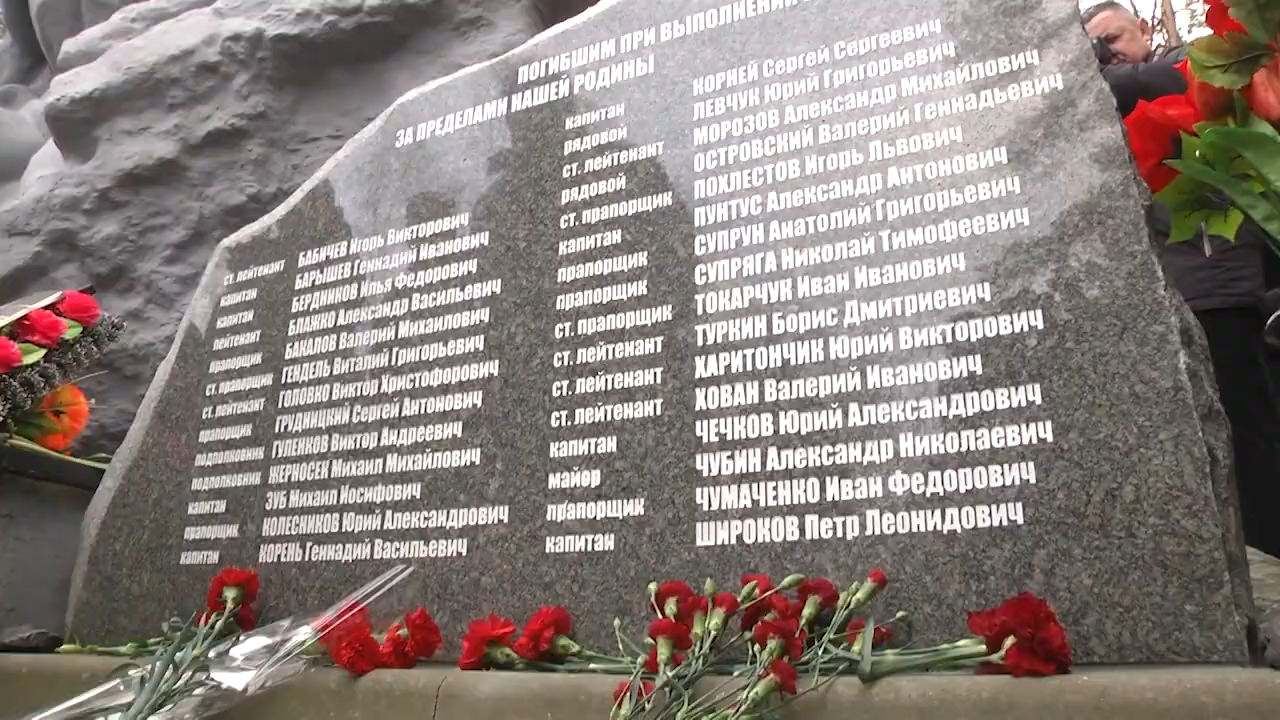 ПОГИБШИМ ПРИ ВЫПОЛНЕНИИ
ЗА ПРЕДЕЛАМИ НАШЕЙ РОДИНЫ
ст. лейтенант БАБИЧЕВ Игорь Викторович
капитан БАРЫШЕВ Геннадий Иванович
капитан БЕРДНИКОВ Илья Федорович
лейтенант БЛАЖКО Александр Васильевич
прапорщик БАКАЛОВ Валерий Михайлович
ст. прапорщик ГЕНДЕЛЬ Виталий Григорьевич
ст. лейтенант ГОЛОВКО Виктор Христофорович
прапорщик ГРУДНИЦКИЙ Сергей Антонович
подполковник ГУЛЕНКОВ Виктор Андреевич
подполковник ЖЕРНОСЕК Михаил Михайлович
капитан ЗУБ Михаил Иосифович
прапорщик КОЛЕСНИКОВ Юрий Александрович
капитан КОРЕНЬ Геннадий Васильевич
капитан КОРНЕЙ Сергей Сергеевич
рядовой ЛЕВЧУК Юрий Григорьевич
ст. лейтенант МОРОЗОВ Александр Михайлович
рядовой ОСТРОВСКИЙ Валерий Геннадьевич
ст. прапорщик ПОХЛЕСТОВ Игорь Львович
капитан ПУНТУС Александр Антонович
прапорщик СУПРУН Анатолий Григорьевич
прапорщик СУПРЯГА Николай Тимофеевич
ст. прапорщик ТОКАРЧУК Иван Иванович
ст. лейтенант ТУРКИН Борис Дмитриевич
ст. лейтенант ХАРИТОНЧИК Юрий Викторович
ст. лейтенант ХОВАН Валерий Иванович
капитан ЧЕЧКОВ Юрий Александрович
майор ЧУБИН Александр Николаевич
прапорщик ЧУМАЧЕНКО Иван Федорович
капитан ШИРОКОВ Петр Леонидович